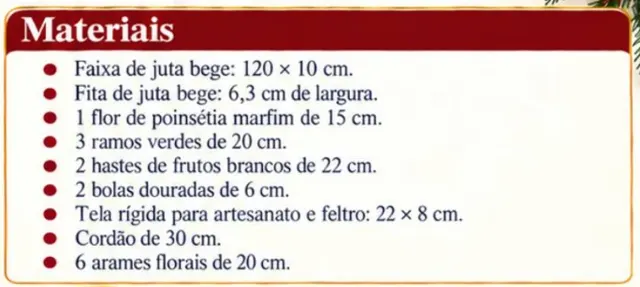 Materiais
Faixa de juta bege: 120 × 10 cm.
Fita de juta bege: 6,3 cm de largura.
1 flor de poinsétia marfim de 15 cm.
3 ramos verdes de 20 cm.
2 hastes de frutos brancos de 22 cm.
2 bolas douradas de 6 cm.
Tela rígida para artesanato e feltro: 22 × 8 cm.
Cordão de 30 cm.
6 arames florais de 20 cm.